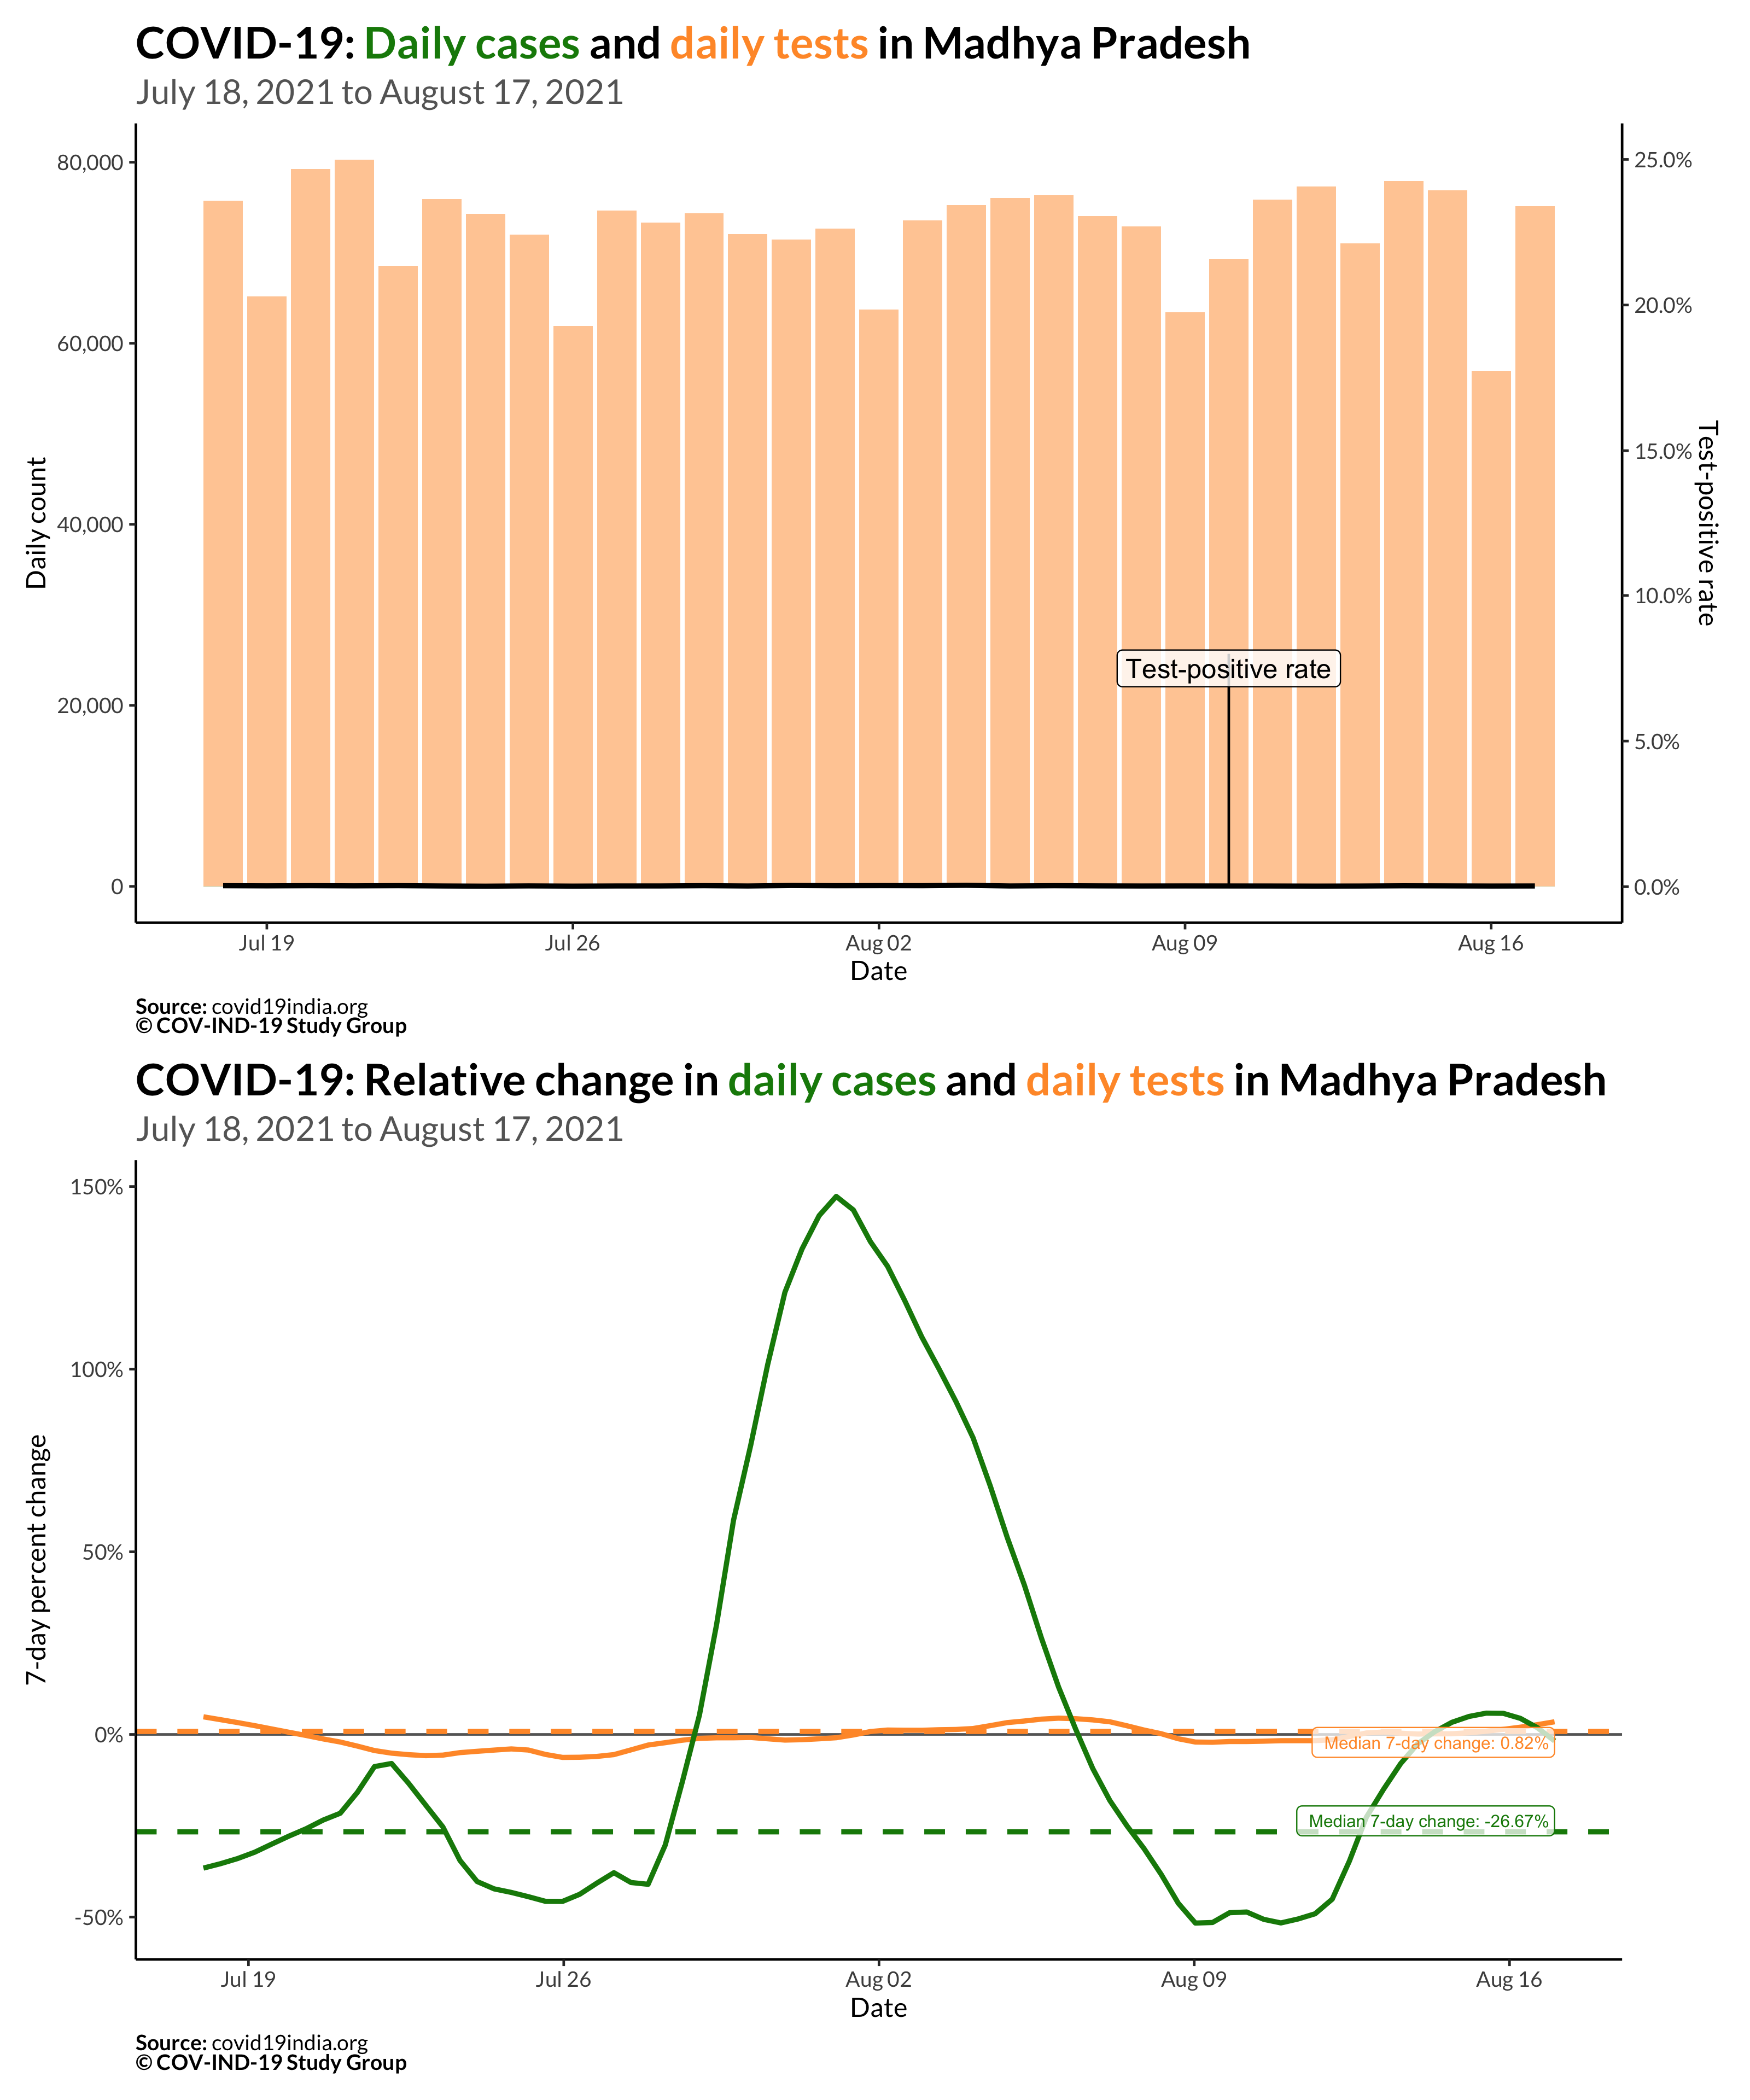 COVID-19: Daily cases and daily tests in Madhya Pradesh
July 18, 2021 to August 17, 2021
80,000
60,000
40,000
20,000
0
Daily count
25.0%
20.0%
15.0%
10.0%
5.0%
0.0%
Test-positive rate
Test-positive rate
Jul 19
Jul 26
Aug 02
Aug 09
Aug 16
Date
Source: covid19india.org
© COV-IND-19 Study Group
COVID-19: Relative change in daily cases and daily tests in Madhya Pradesh
July 18, 2021 to August 17, 2021
150%
100%
50%
0%
-50%
7-day percent change
Median 7-day change: 0.82%
Median 7-day change: -26.67%
Jul 19
Jul 26
Aug 02
Aug 09
Aug 16
Date
Source: covid19india.org
© COV-IND-19 Study Group